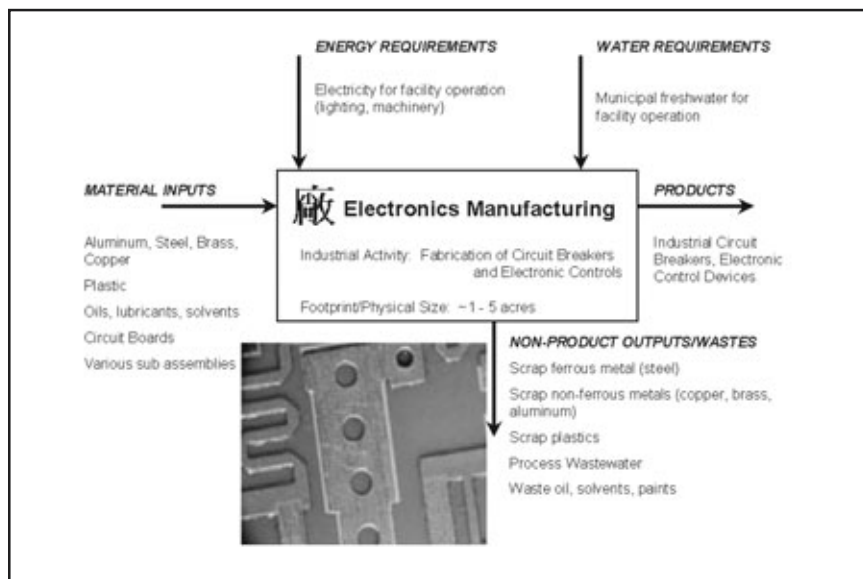 ENERGY REQUIREMENTS
Electricity for facility operation
(lighting, machinery)
WATER REQUIREMENTS
Municipal freshwater for
facility operation
MATERIAL INPUTS
Aluminum, Steel, Brass,
Copper
Plastic
Oils, lubricants, solvents
Circuit Boards
Various sub assemblies
廠 Electronics Manufacturing
Industrial Activity: Fabrication of Circuit Breakers
and Electronic Controls
Footprint/Physical Size: ~1 - 5 acres
PRODUCTS
Industrial Circuit
Breakers, Electronic
Control Devices
NON-PRODUCT OUTPUTS/WASTES
Scrap ferrous metal (steel)
Scrap non-ferrous metals (copper, brass,
aluminum)
Scrap plastics
Process Wastewater
Waste oil, solvents, paints